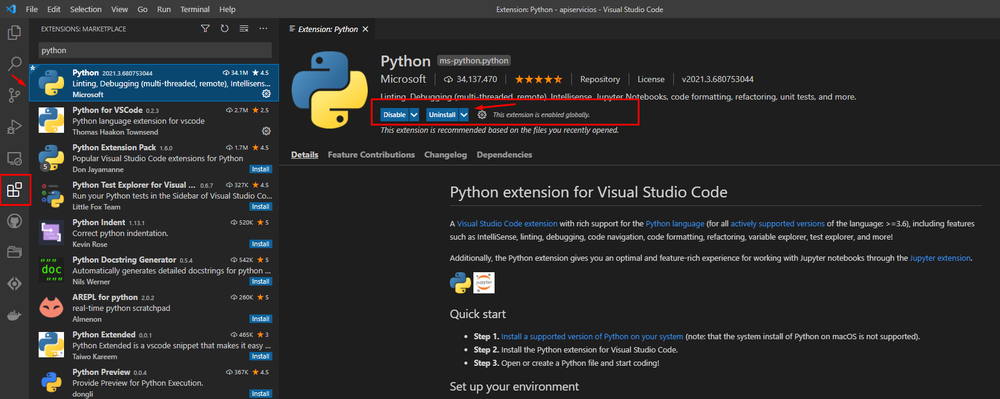 File Edit Selection View Go Run Terminal Help
Extension: Python - apiservicios - Visual Studio Code
EXTENSIONS: MARKETPLACE
python
Python 2021.3.680753044 34.1M 4.5
Linting, Debugging (multi-threaded, remote), Intellisens...
Microsoft
Python for VSCode 0.2.3 2.7M 2.5
Python language extension for vscode
Thomas Haakon Townsend
Python Extension Pack 1.6.0 1.7M 4.5
Popular Visual Studio Code extensions for Python
5
Don Jayamanne Install
Python Test Explorer for Visual ... 0.6.7 327K 4.5
Run your Python tests in the Sidebar of Visual Studio Co...
Little Fox Team Install
Python Indent 1.13.1 520K 5
Correct python indentation.
Kevin Rose Install
Python Docstring Generator 0.5.4 542K 5
"""
doc
"""
Automatically generates detailed docstrings for python ...
Nils Werner Install
AREPL for python 2.0.2 260K 5
real-time python scratchpad
Almenon Install
Python Extended 0.0.1 465K 3
Python Extended is a vscode snippet that makes it easy ...
Taiwo Kareem Install
Python Preview 0.0.4 367K 4.5
Provide Preview for Python Execution.
dongli Install
Extension: Python
Python ms-python.python
Microsoft 34,137,470 Repository License v2021.3.680753044
Linting, Debugging (multi-threaded, remote), Intellisense, Jupyter Notebooks, code formatting, refactoring, unit tests, and more.
Disable Uninstall This extension is enabled globally.
This extension is recommended based on the files you recently opened.
Details Feature Contributions Changelog Dependencies
Python extension for Visual Studio Code
A Visual Studio Code extension with rich support for the Python language (for all actively supported versions of the language: >=3.6), including features
such as IntelliSense, linting, debugging, code navigation, code formatting, refactoring, variable explorer, test explorer, and more!
Additionally, the Python extension gives you an optimal and feature-rich experience for working with Jupyter notebooks through the Jupyter extension.
jupyter
Quick start
• Step 1. Install a supported version of Python on your system (note: that the system install of Python on macOS is not supported).
• Step 2. Install the Python extension for Visual Studio Code.
• Step 3. Open or create a Python file and start coding!
Set up your environment